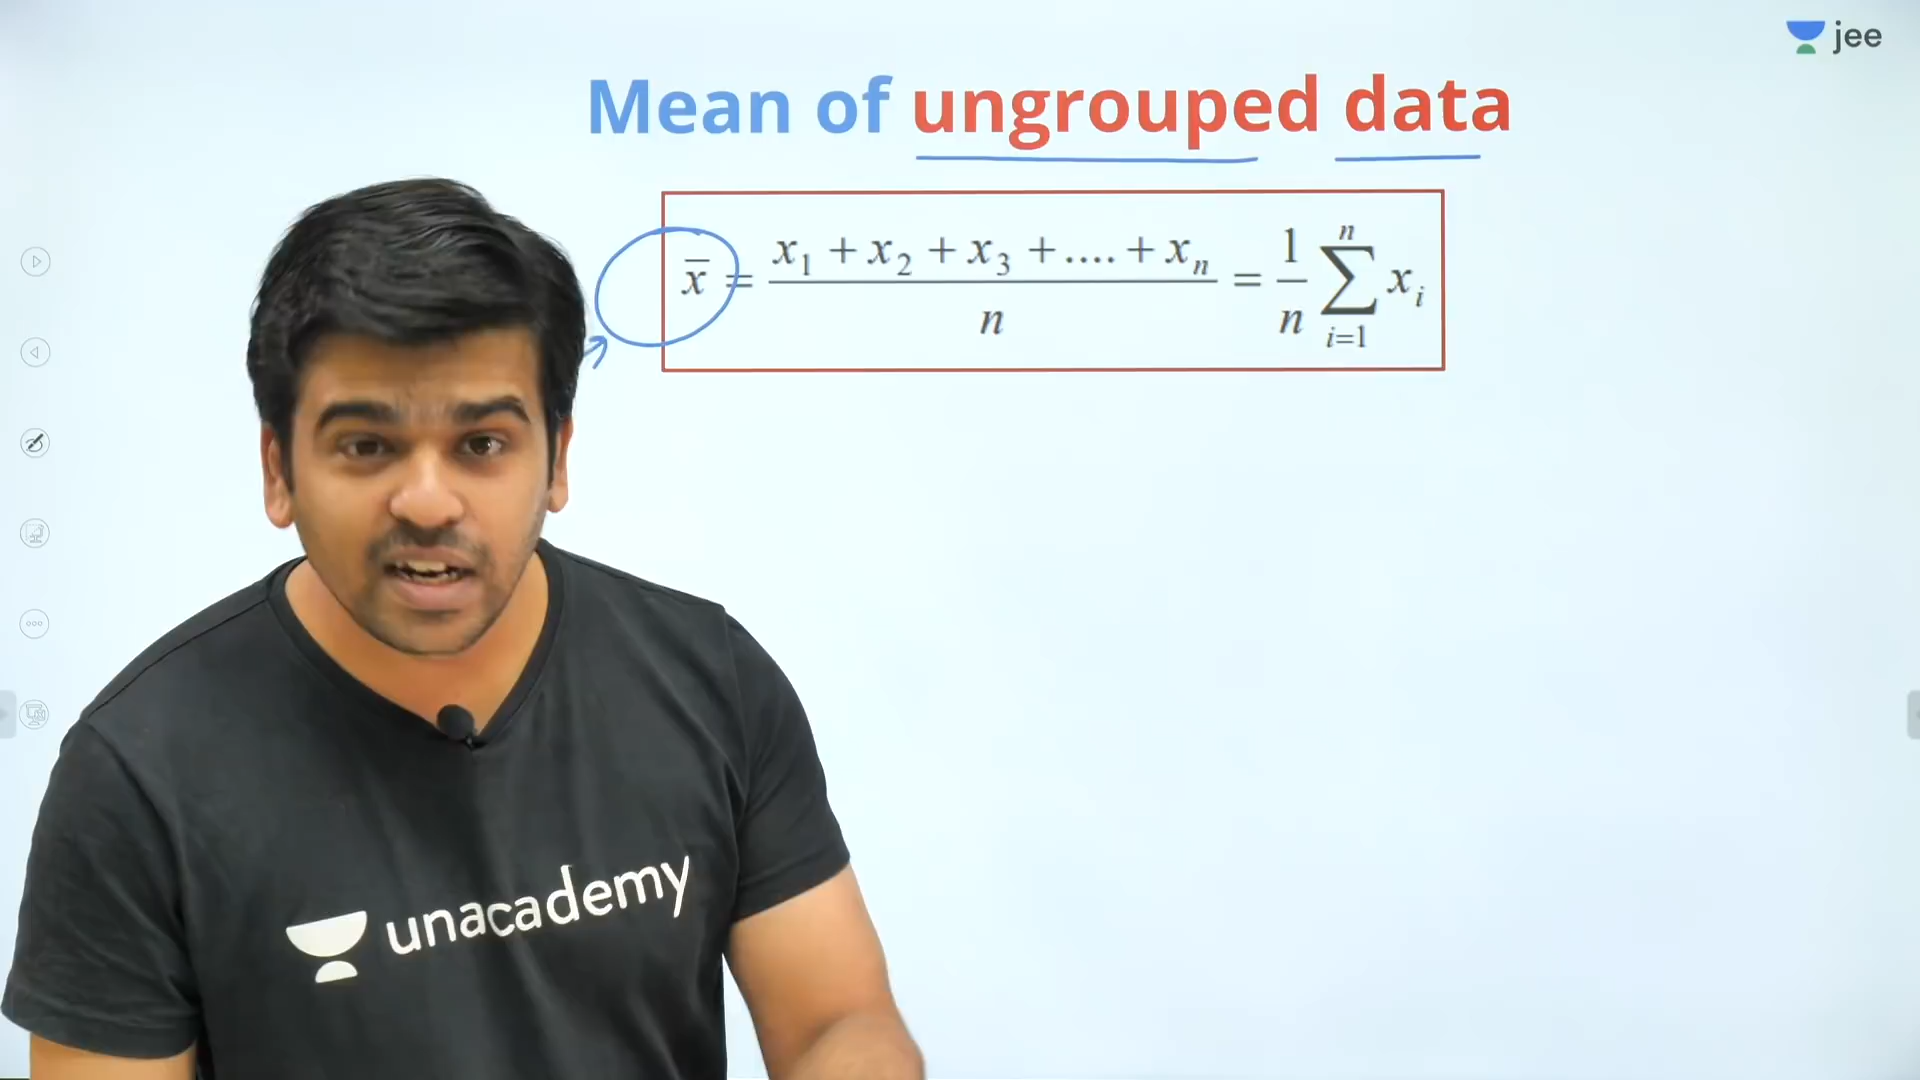 jee
Mean of ungrouped data
x̄ = x₁ + x₂ + x₃ + .... + xₙ / n = 1/n ∑ᵢ₌₁ⁿ xᵢ
unacademy